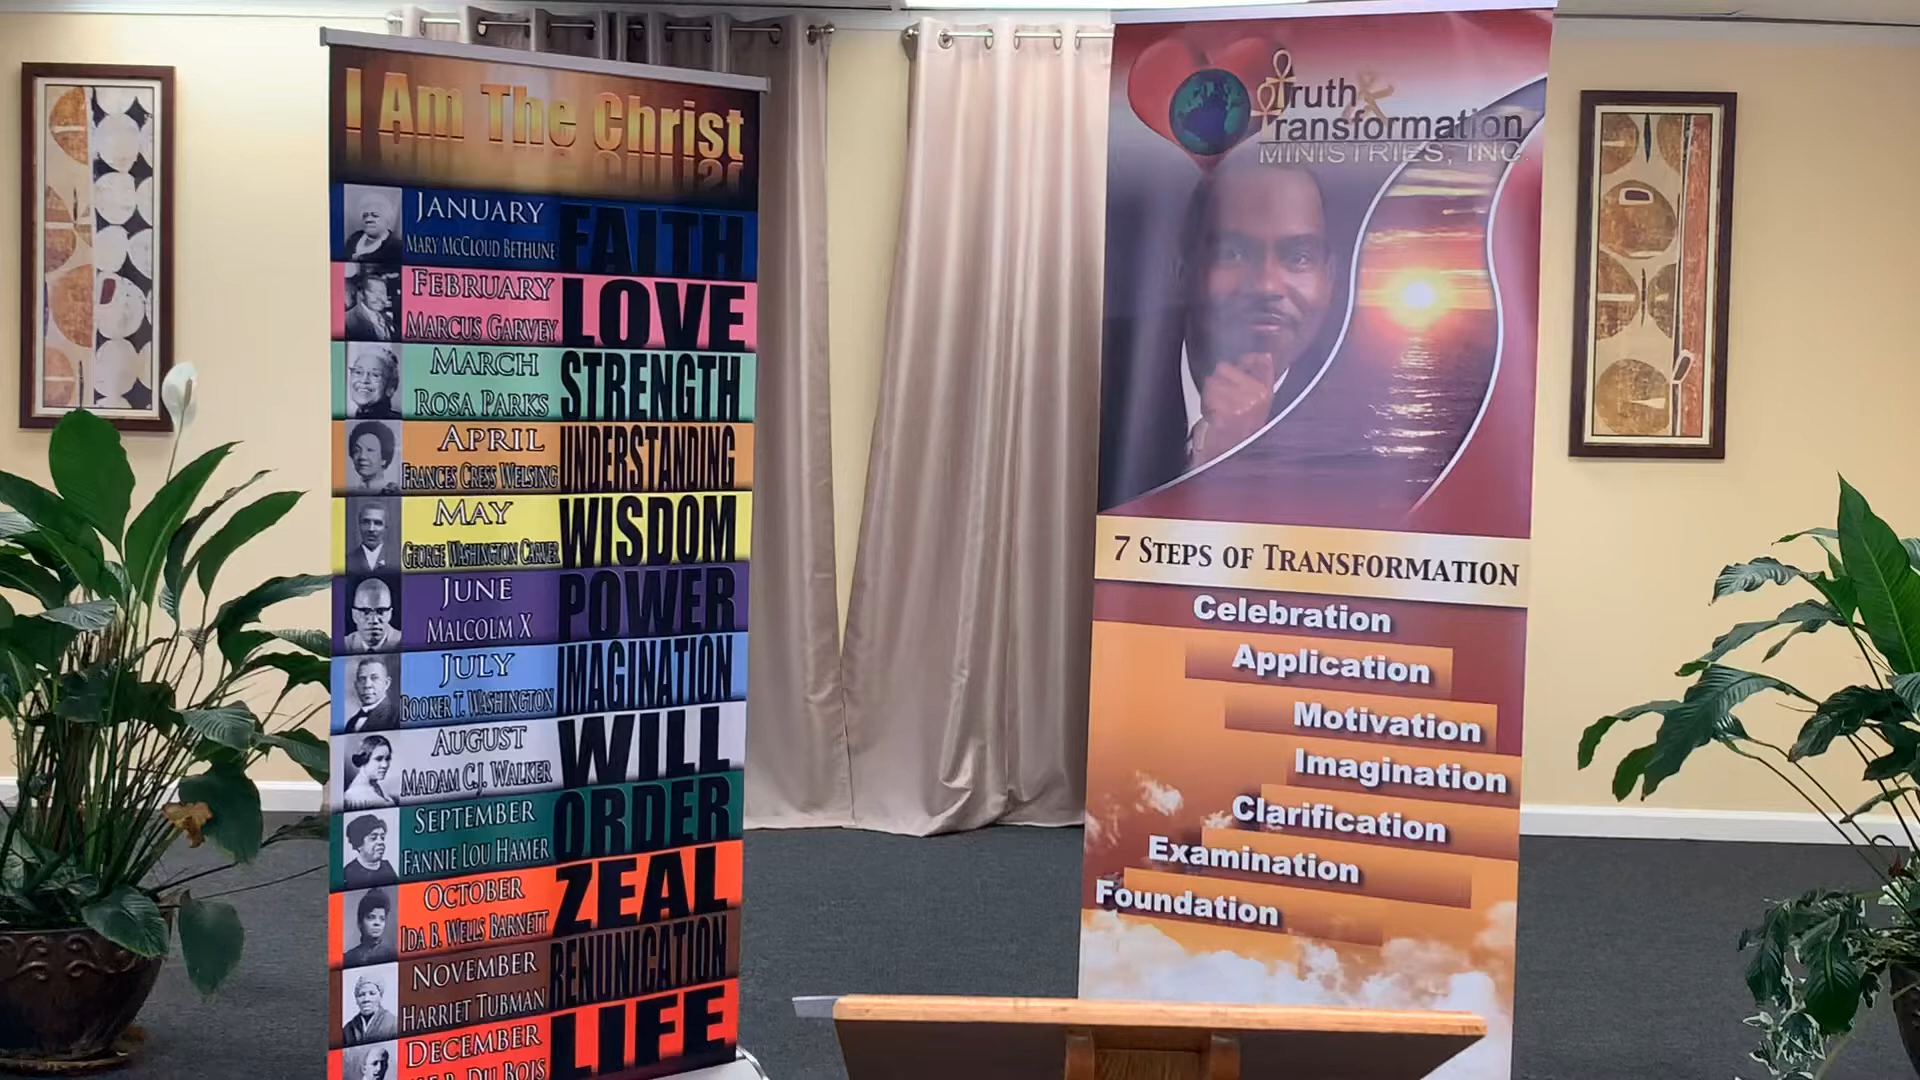 I Am The Christ
JANUARY
MARY MCCLOUD BETHUNE
FAITH
FEBRUARY
MARCUS GARVEY
LOVE
MARCH
ROSA PARKS
STRENGTH
APRIL
FRANCES CRESS WELSING
UNDERSTANDING
MAY
GEORGE WASHINGTON CARVER
WISDOM
JUNE
MALCOLM X
POWER
JULY
BOOKER T. WASHINGTON
IMAGINATION
AUGUST
MADAM C.J. WALKER
WILL
SEPTEMBER
FANNIE LOU HAMER
ORDER
OCTOBER
IDA B. WELLS BARNETT
ZEAL
NOVEMBER
HARRIET TUBMAN
RENUNICATION
DECEMBER
B. DU BOIS
LIFE
Truth &
Transformation
MINISTRIES, INC.
7 STEPS OF TRANSFORMATION
Celebration
Application
Motivation
Imagination
Clarification
Examination
Foundation